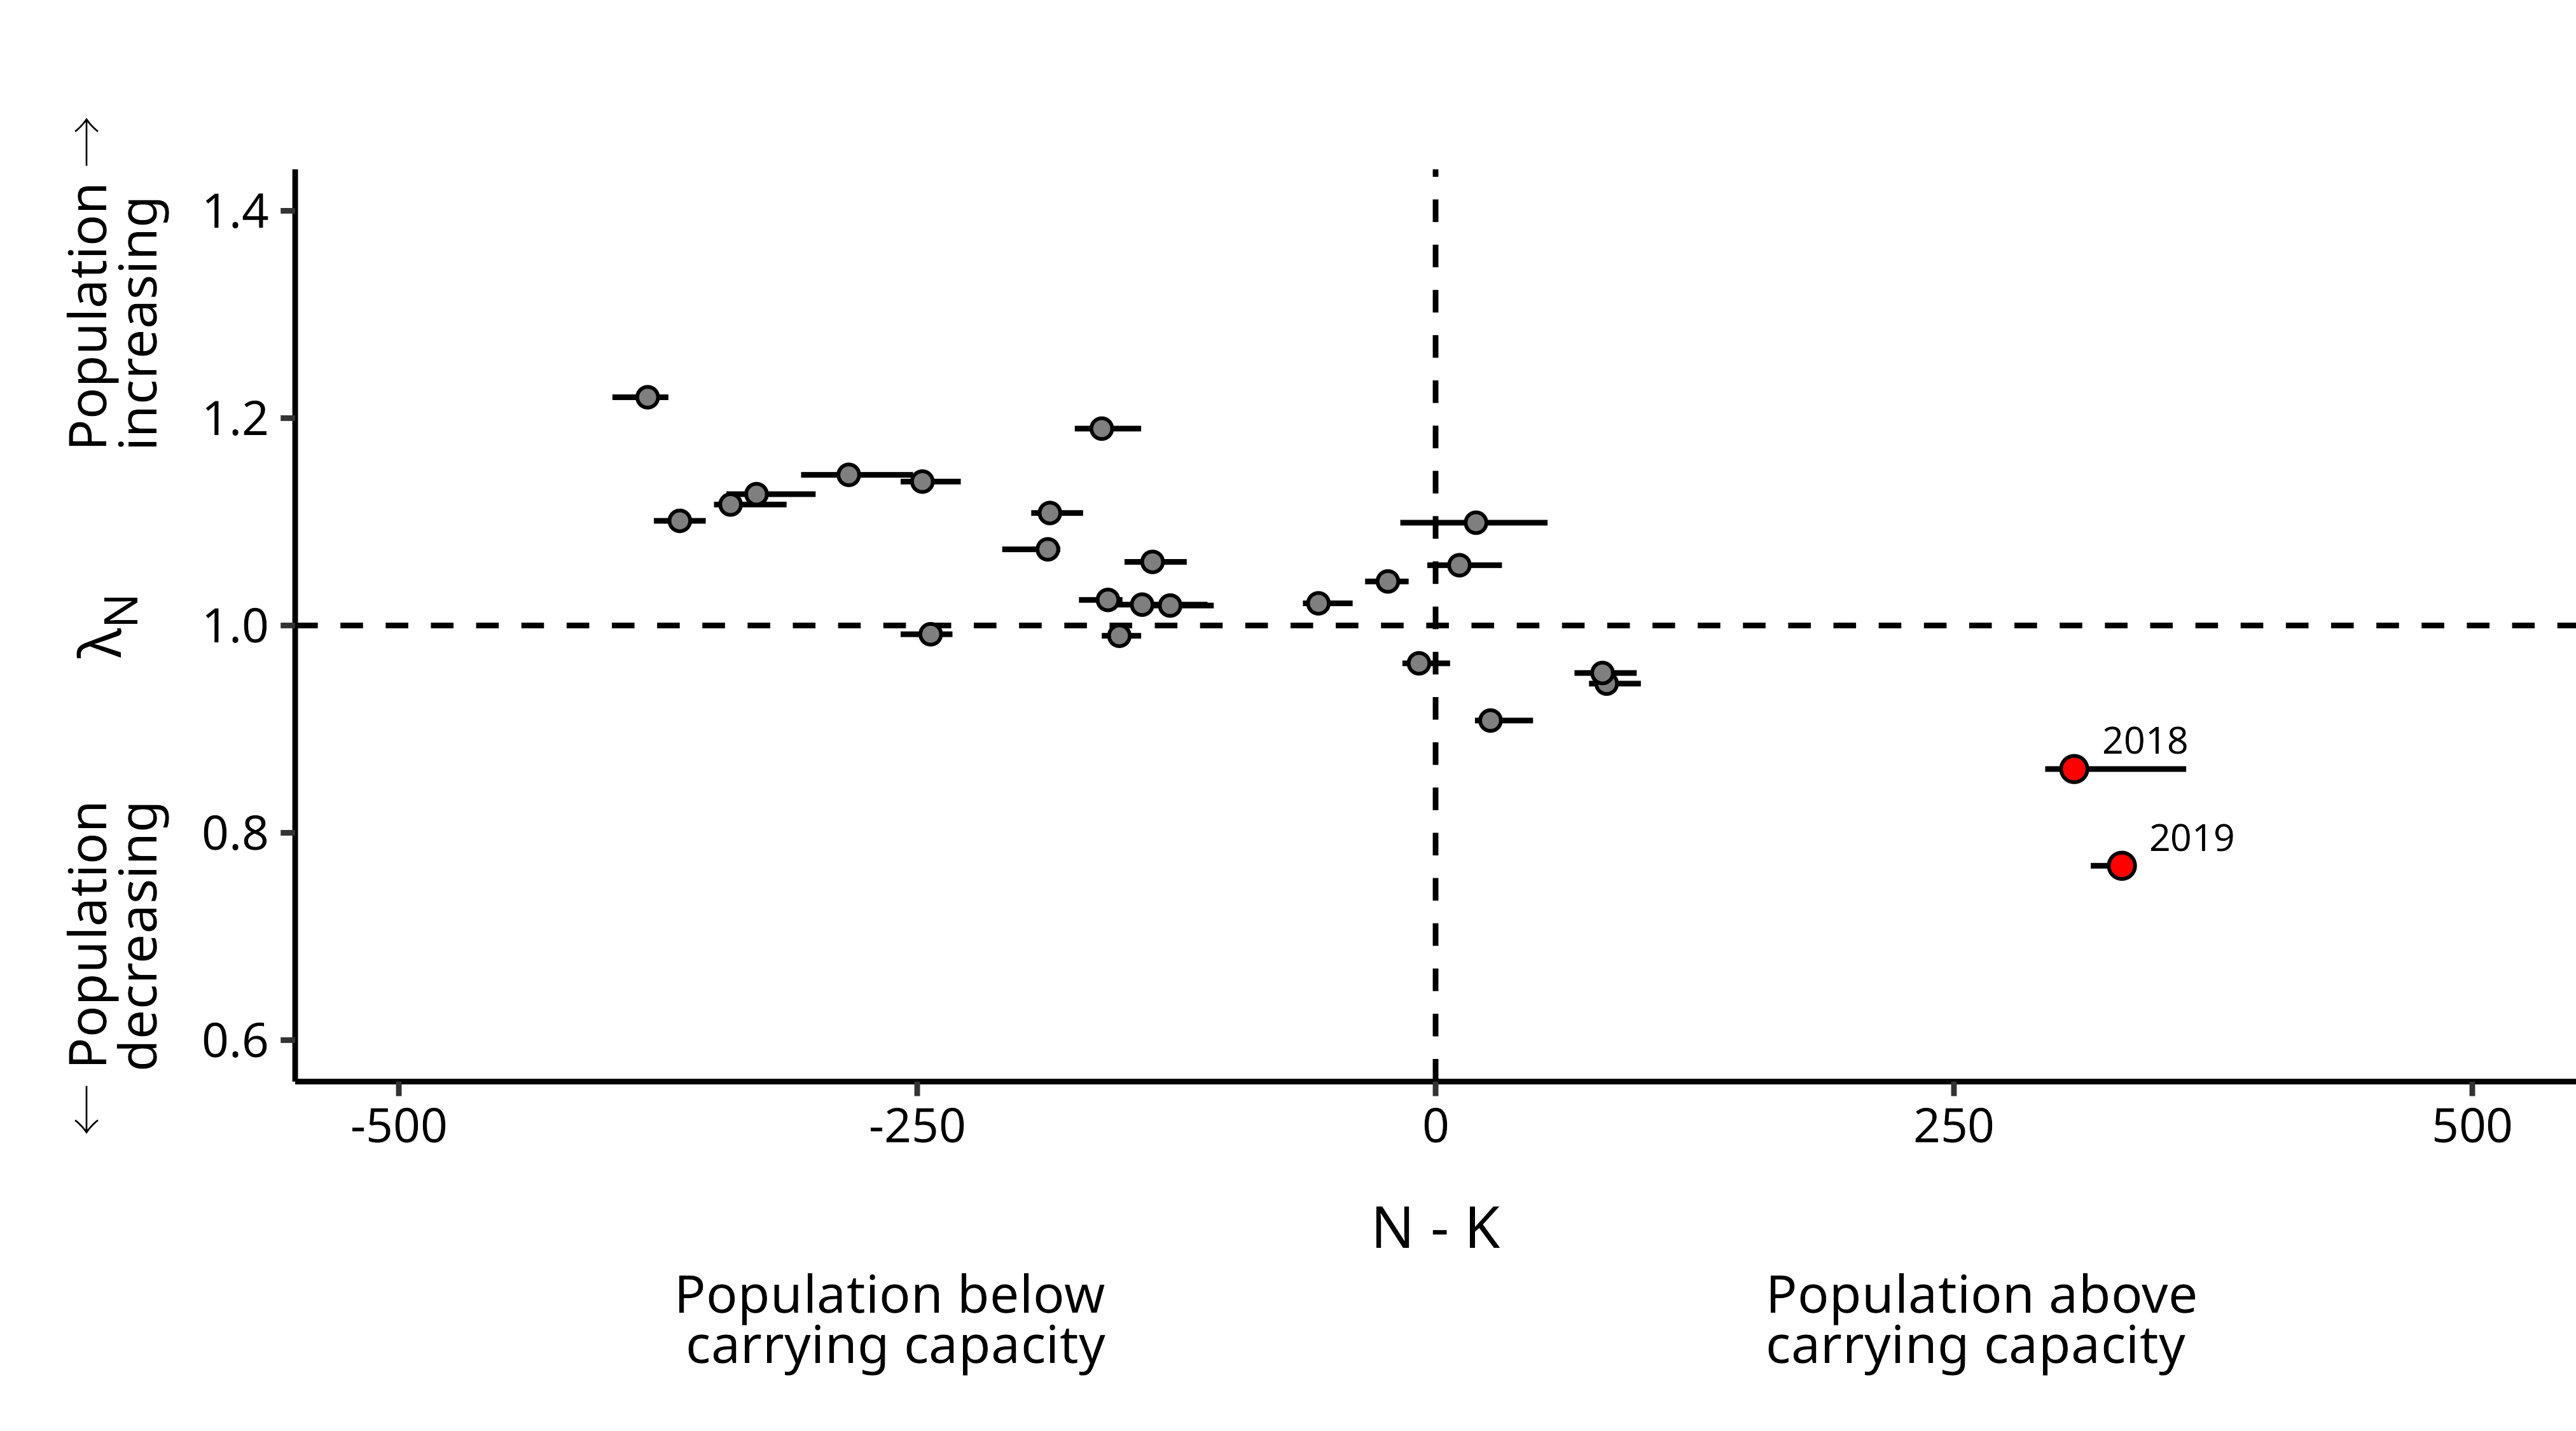 Population →
increasing
λN
← Population
decreasing
1.4
1.2
1.0
0.8
0.6
2018
2019
-500
-250
0
250
500
N - K
Population below
carrying capacity
Population above
carrying capacity